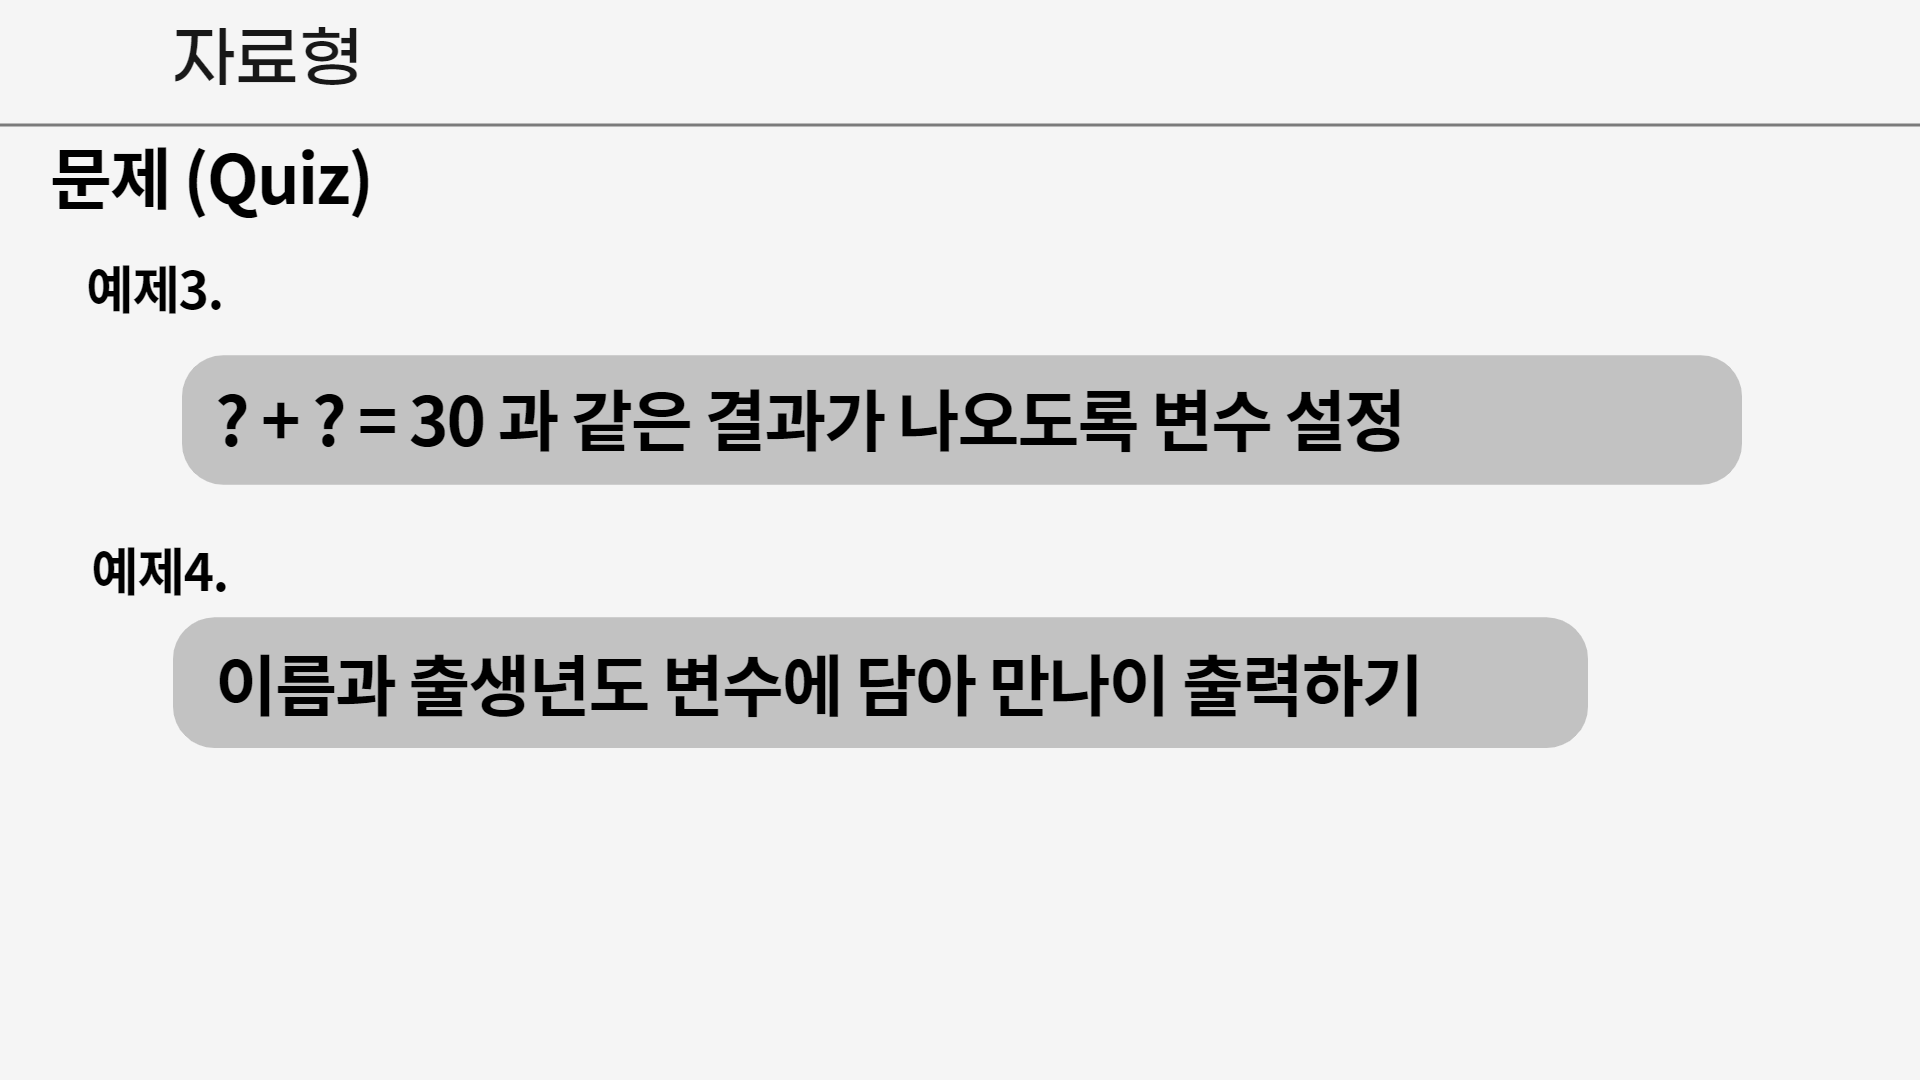 자료형
문제 (Quiz)
예제3.
? + ? = 30 과 같은 결과가 나오도록 변수 설정
예제4.
이름과 출생년도 변수에 담아 만나이 출력하기